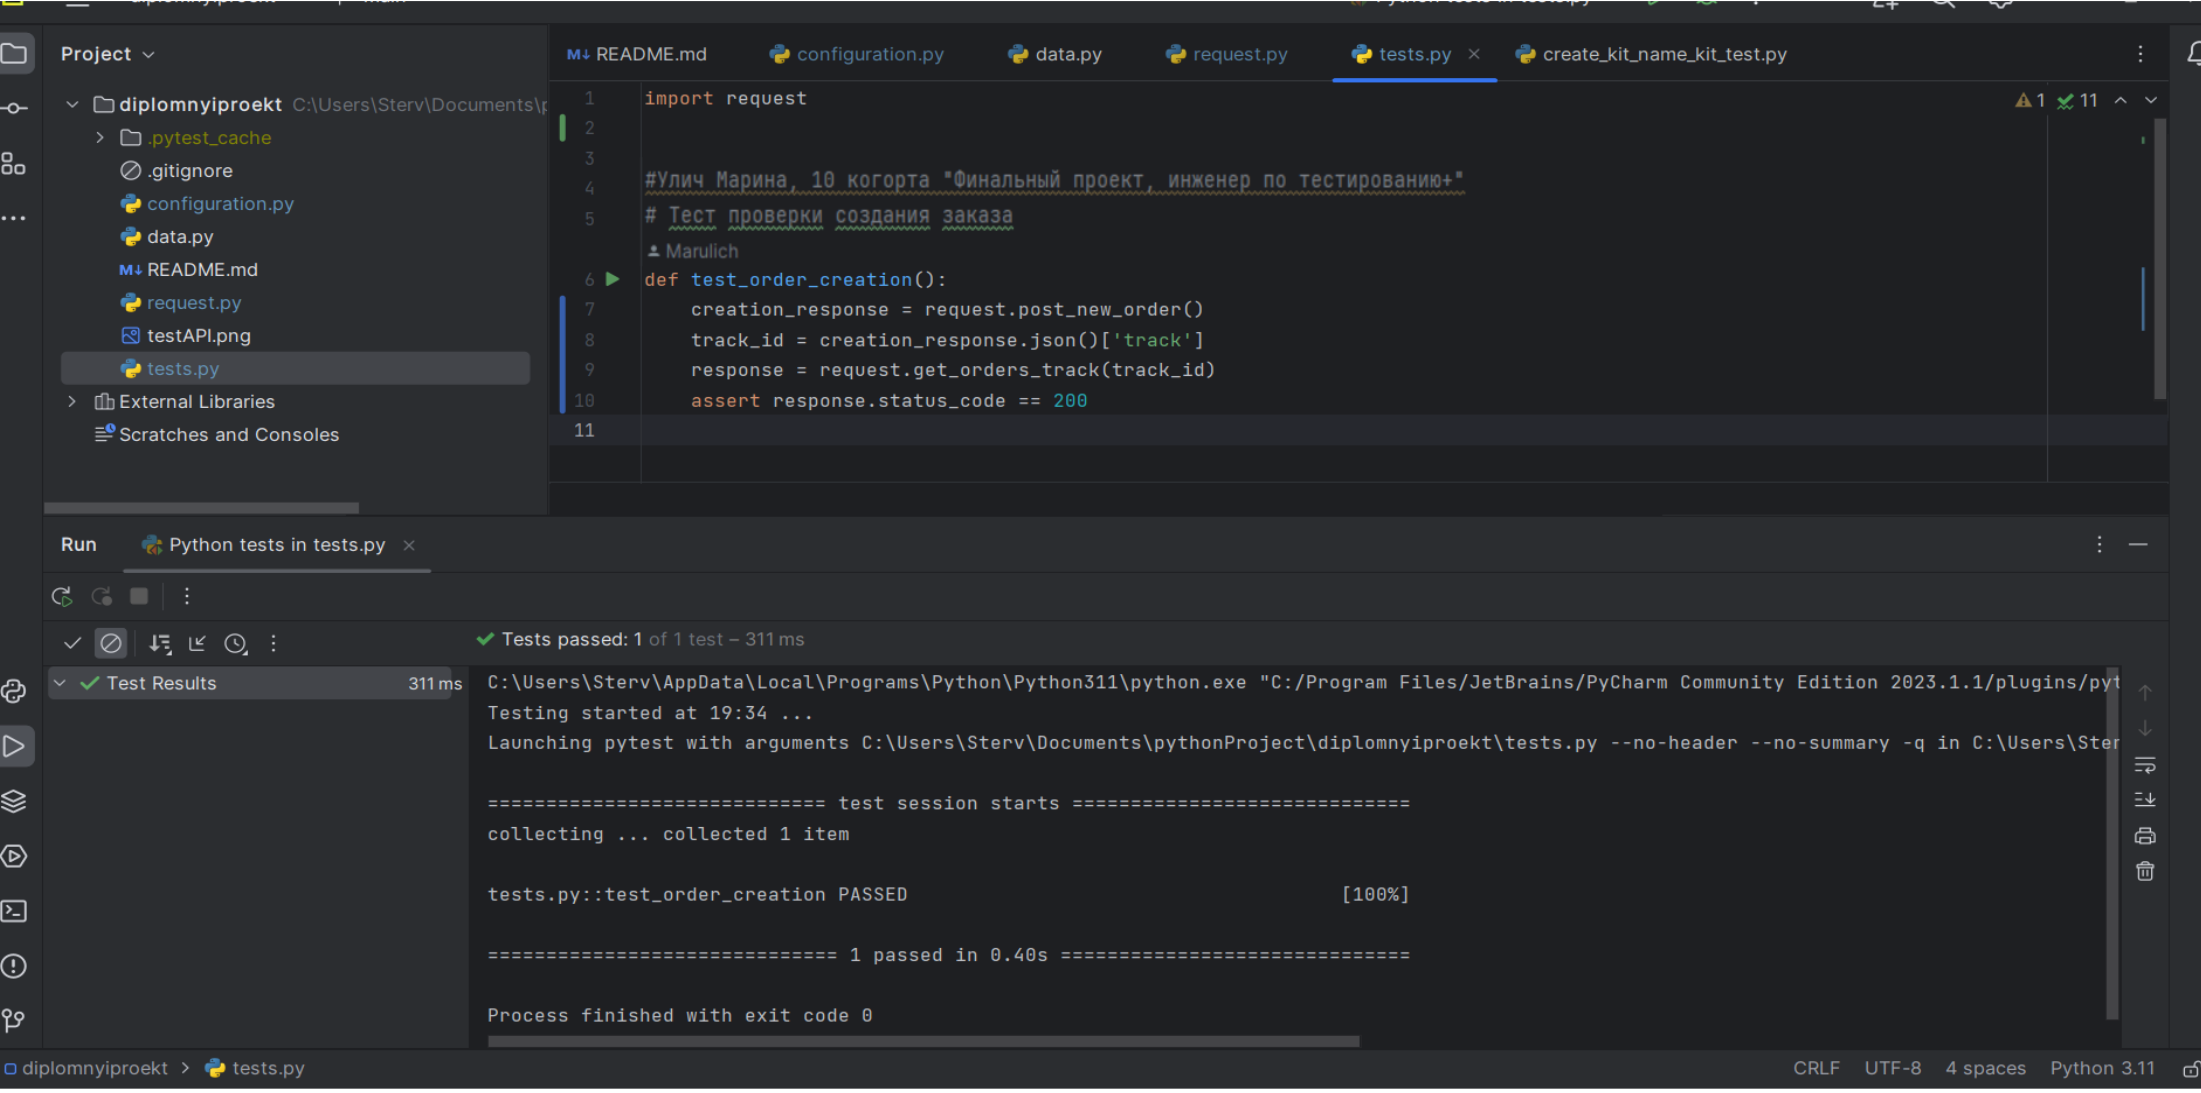 Project
diplomnyiproekt C:\Users\Sterv\Documents\p
.pytest_cache
.gitignore
configuration.py
data.py
M↓ README.md
request.py
testAPI.png
tests.py
External Libraries
Scratches and Consoles
M↓ README.md configuration.py data.py request.py tests.py create_kit_name_kit_test.py
1 11
1 import request
2
3
4 #Улич Марина, 10 когорта "Финальный проект, инженер по тестированию+"
5 # Тест проверки создания заказа
Marulich
6 def test_order_creation():
7 creation_response = request.post_new_order()
8 track_id = creation_response.json()['track']
9 response = request.get_orders_track(track_id)
10 assert response.status_code == 200
11
Run Python tests in tests.py
Tests passed: 1 of 1 test – 311 ms
Test Results 311 ms
C:\Users\Sterv\AppData\Local\Programs\Python\Python311\python.exe "C:/Program Files/JetBrains/PyCharm Community Edition 2023.1.1/plugins/pyt
Testing started at 19:34 ...
Launching pytest with arguments C:\Users\Sterv\Documents\pythonProject\diplomnyiproekt\tests.py --no-header --no-summary -q in C:\Users\Ster
============================= test session starts =============================
collecting ... collected 1 item
tests.py::test_order_creation PASSED [100%]
============================== 1 passed in 0.40s ==============================
Process finished with exit code 0
diplomnyiproekt > tests.py CRLF UTF-8 4 spaces Python 3.11